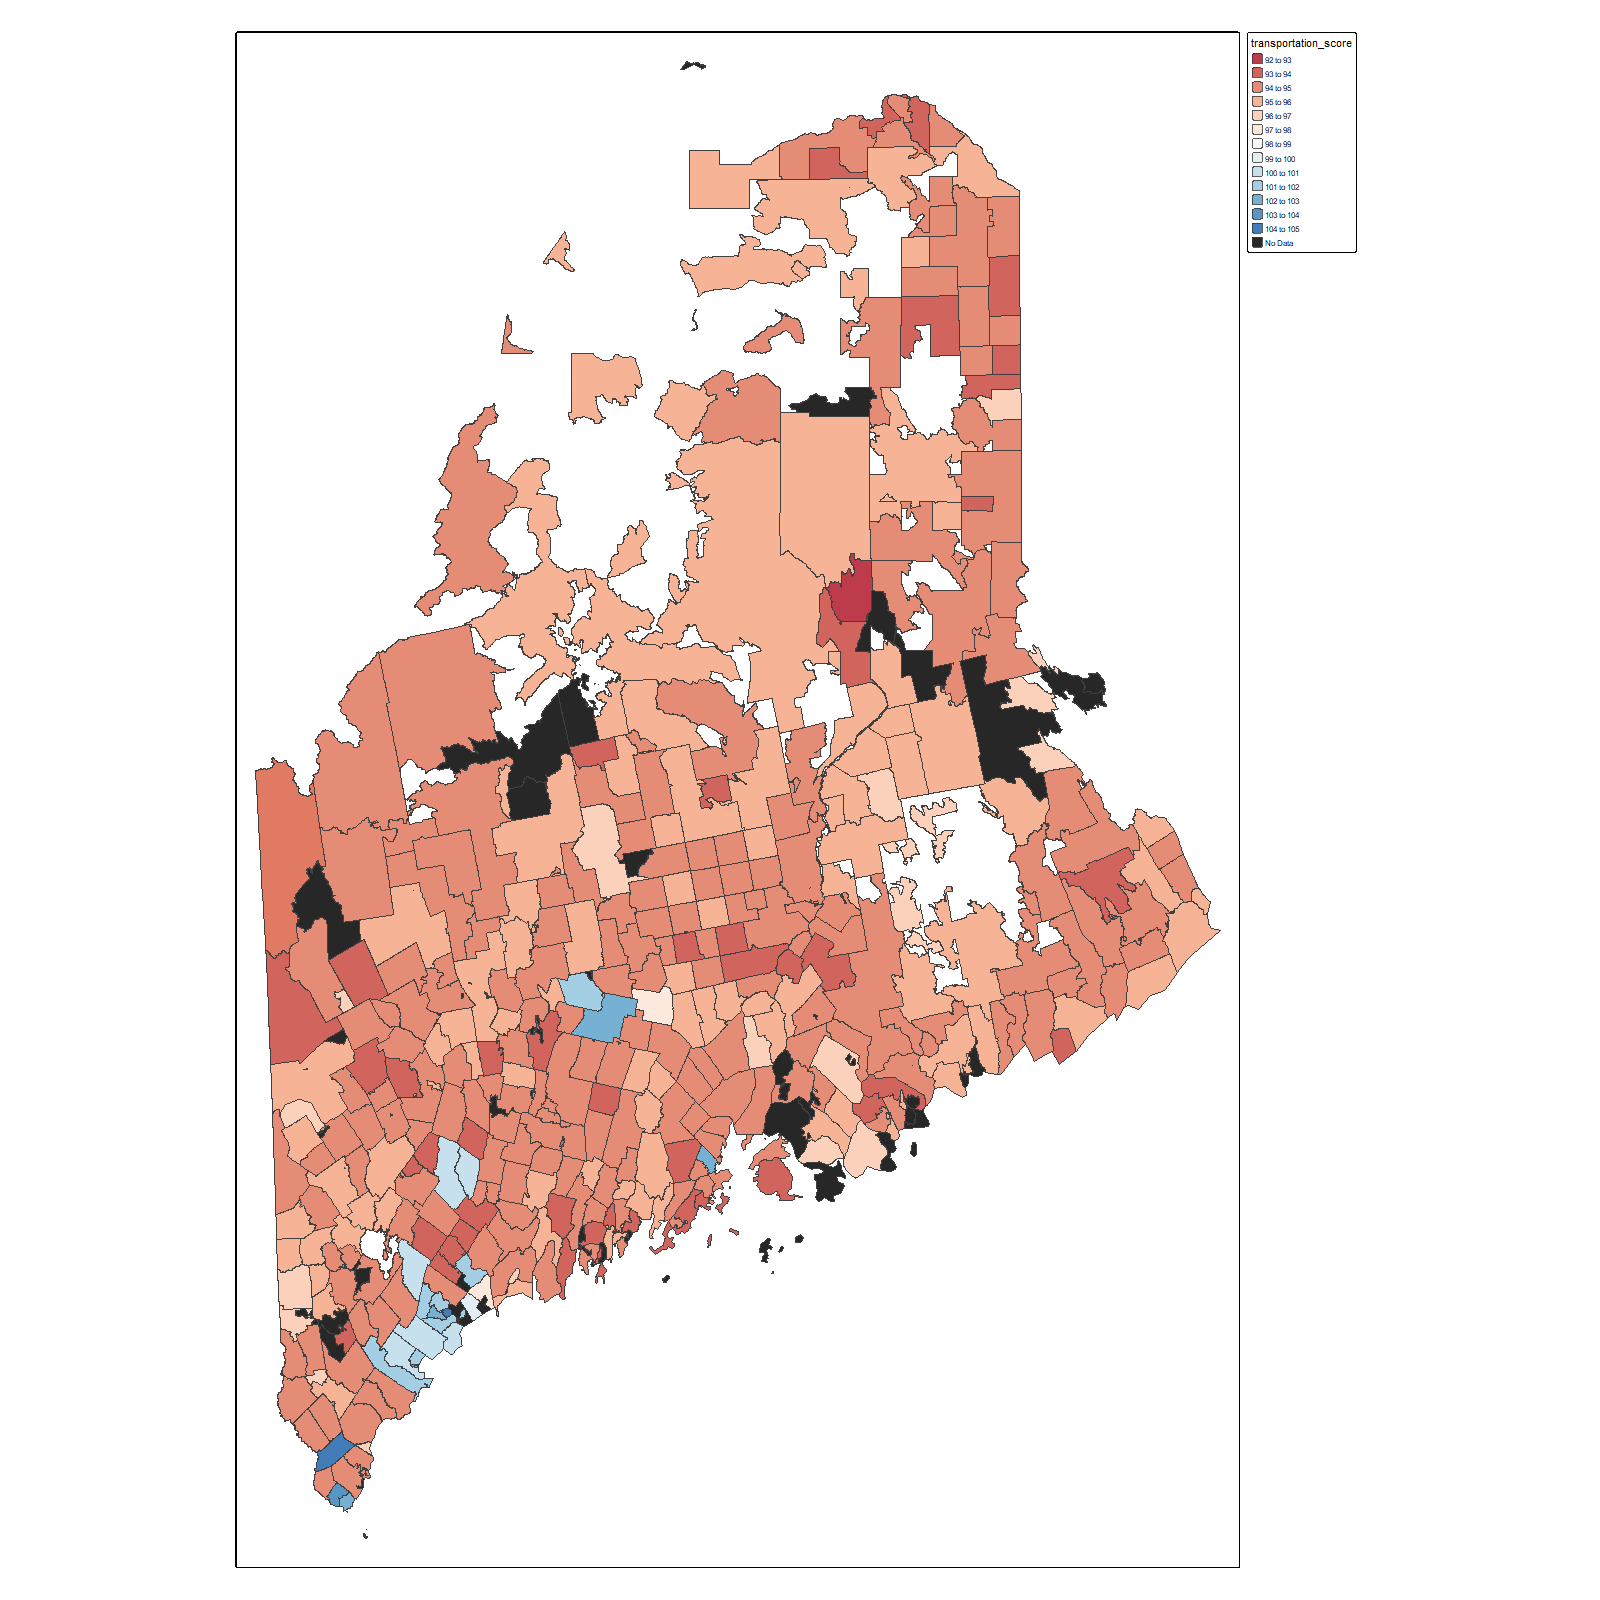 transportation_score
92 to 93
93 to 94
94 to 95
95 to 96
96 to 97
97 to 98
98 to 99
99 to 100
100 to 101
101 to 102
102 to 103
103 to 104
104 to 105
No Data